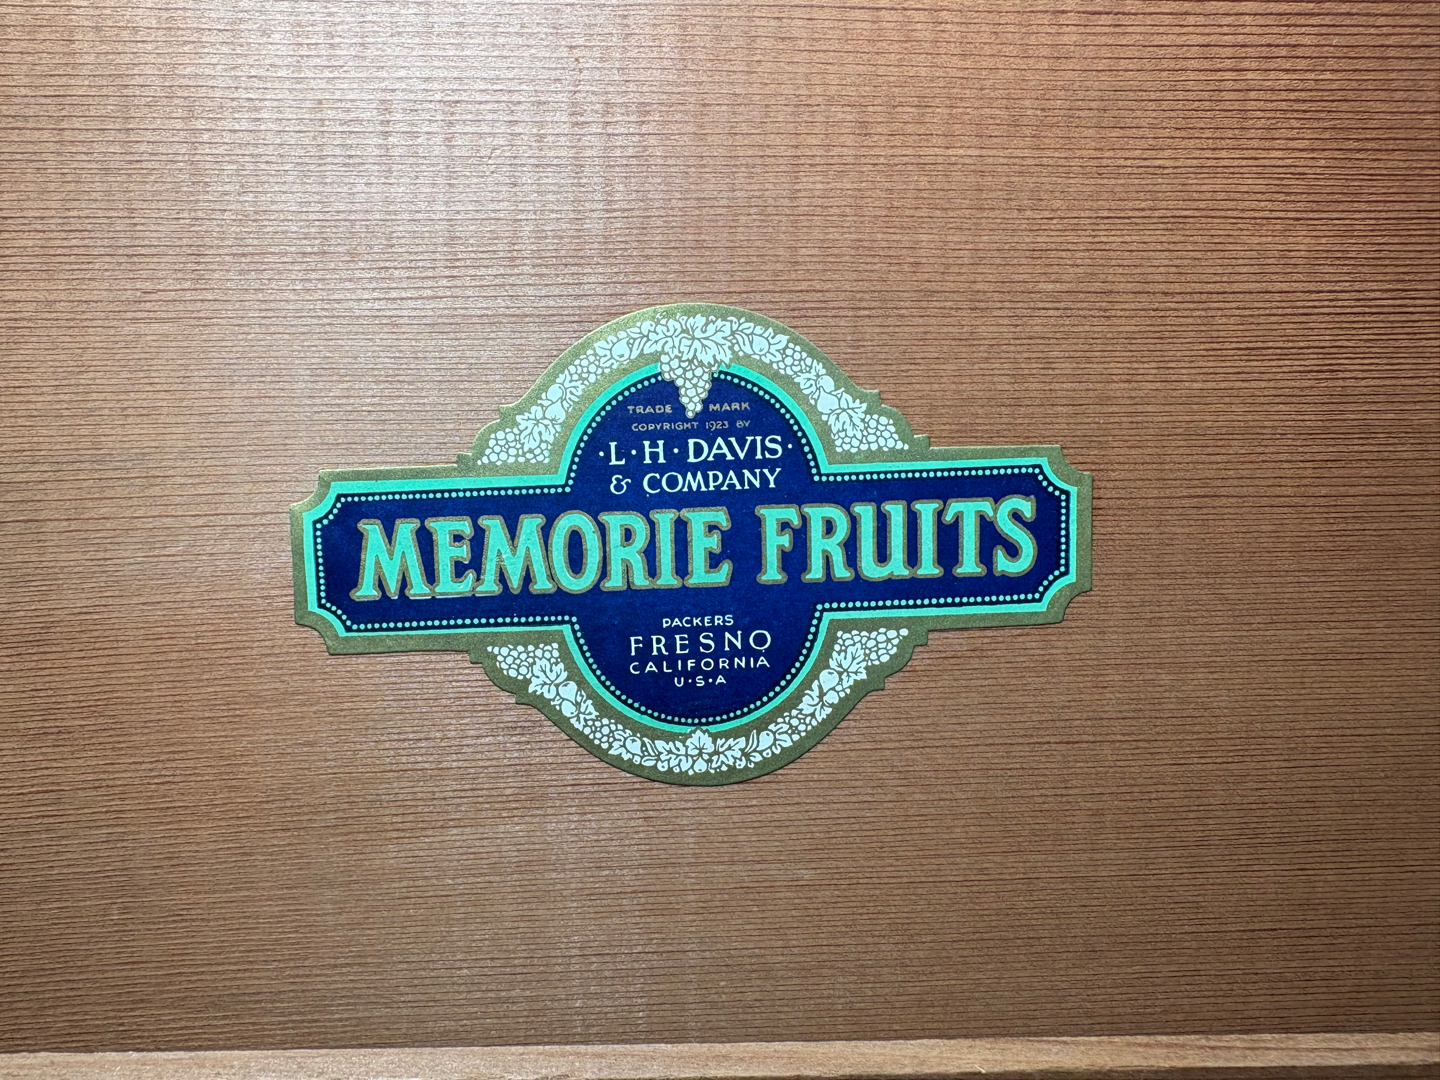 TRADE MARK
COPYRIGHT 1923 BY
·L·H·DAVIS·
& COMPANY
MEMORIE FRUITS
PACKERS
FRESNO
CALIFORNIA
U·S·A